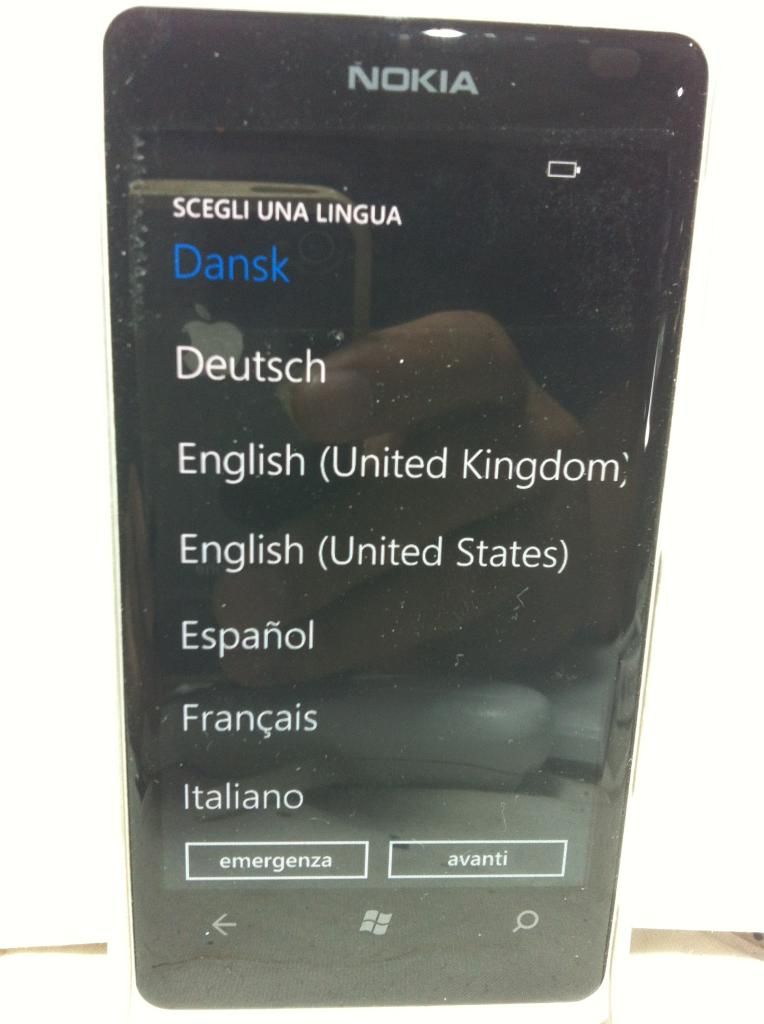 NOKIA
SCEGLI UNA LINGUA
Dansk
Deutsch
English (United Kingdom)
English (United States)
Español
Français
Italiano
emergenza avanti